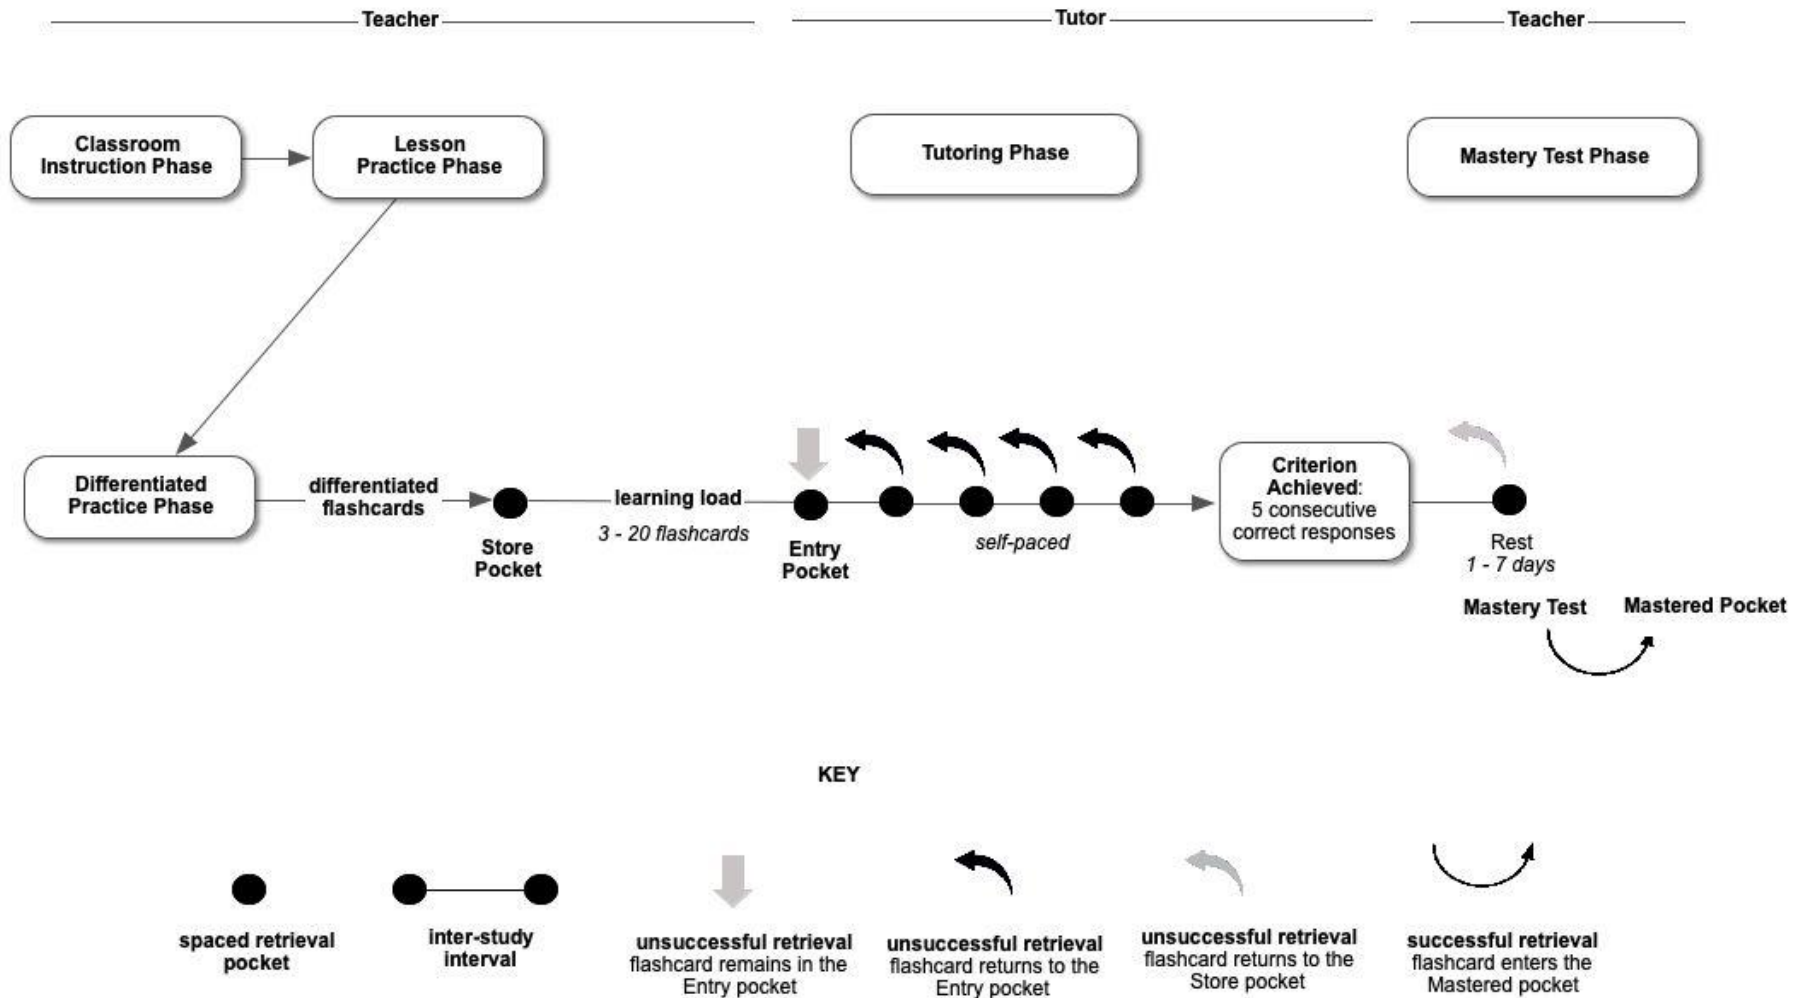 Teacher
Tutor
Teacher
Classroom
Instruction Phase
Lesson
Practice Phase
Tutoring Phase
Mastery Test Phase
Differentiated
Practice Phase
differentiated
flashcards
Store
Pocket
learning load
3 - 20 flashcards
Entry
Pocket
self-paced
Criterion
Achieved:
5 consecutive
correct responses
Rest
1 - 7 days
Mastery Test
Mastered Pocket
KEY
spaced retrieval
pocket
inter-study
interval
unsuccessful retrieval
flashcard remains in the
Entry pocket
unsuccessful retrieval
flashcard returns to the
Entry pocket
unsuccessful retrieval
flashcard returns to the
Store pocket
successful retrieval
flashcard enters the
Mastered pocket